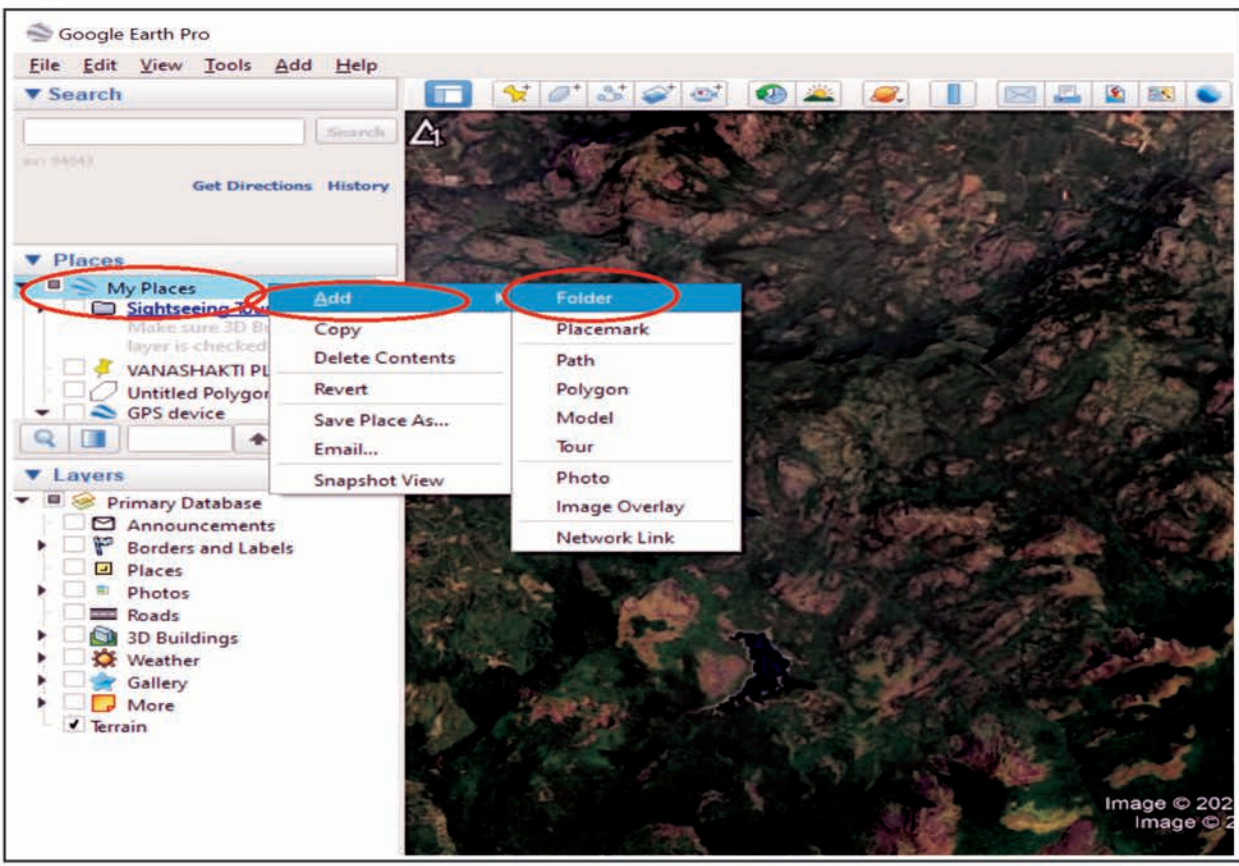 Google Earth Pro
File Edit View Tools Add Help
Search
Search
94043
Get Directions History
Places
My Places
Sightseeing
Make sure 3D
layer is checked
VANASHAKTI
Untitled Polygon
GPS device
Add
Copy
Delete Contents
Revert
Save Place As...
Email...
Snapshot View
Folder
Placemark
Path
Polygon
Model
Tour
Photo
Image Overlay
Network Link
Layers
Primary Database
Announcements
Borders and Labels
Places
Photos
Roads
3D Buildings
Weather
Gallery
More
Terrain
1
Image © 202
Image ©